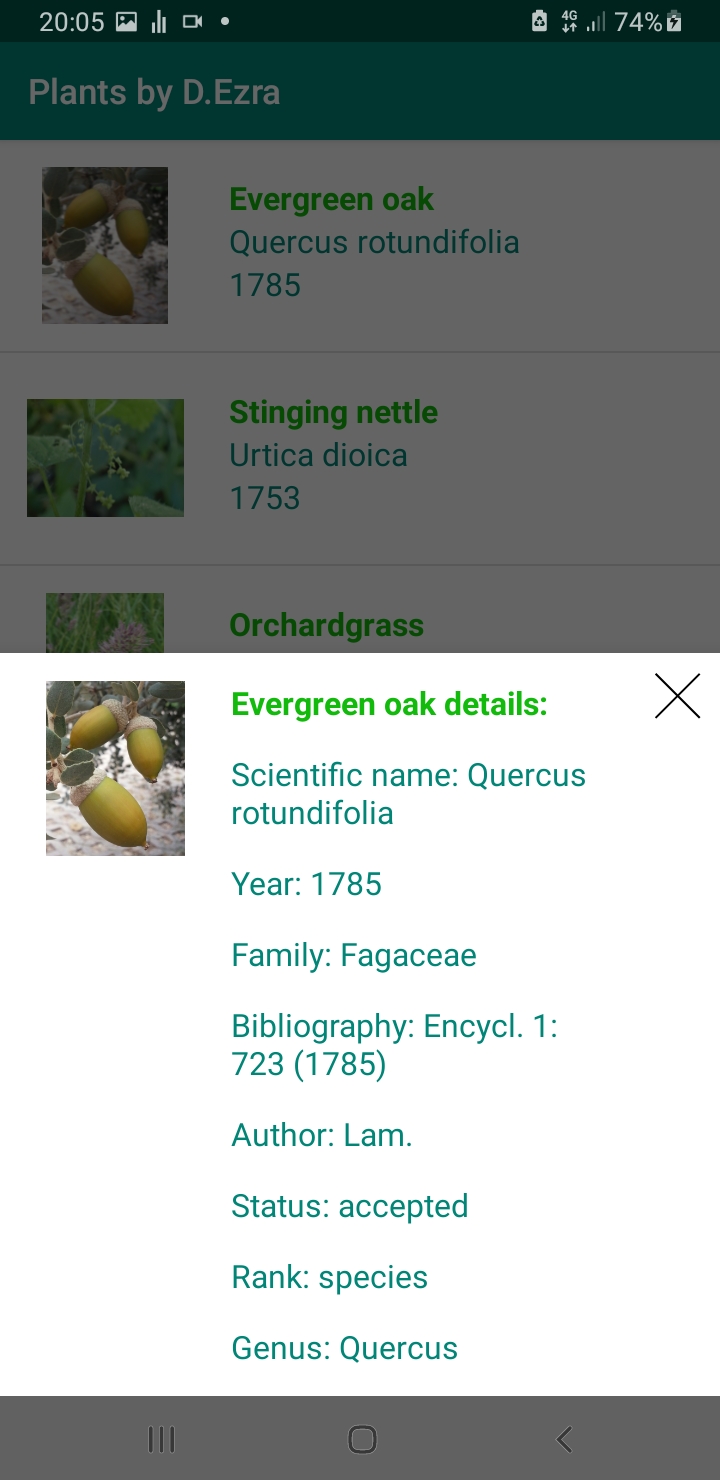 20:05
4G
74%
Plants by D.Ezra
Evergreen oak
Quercus rotundifolia
1785
Stinging nettle
Urtica dioica
1753
Orchardgrass
Evergreen oak details:
Scientific name: Quercus
rotundifolia
Year: 1785
Family: Fagaceae
Bibliography: Encycl. 1:
723 (1785)
Author: Lam.
Status: accepted
Rank: species
Genus: Quercus